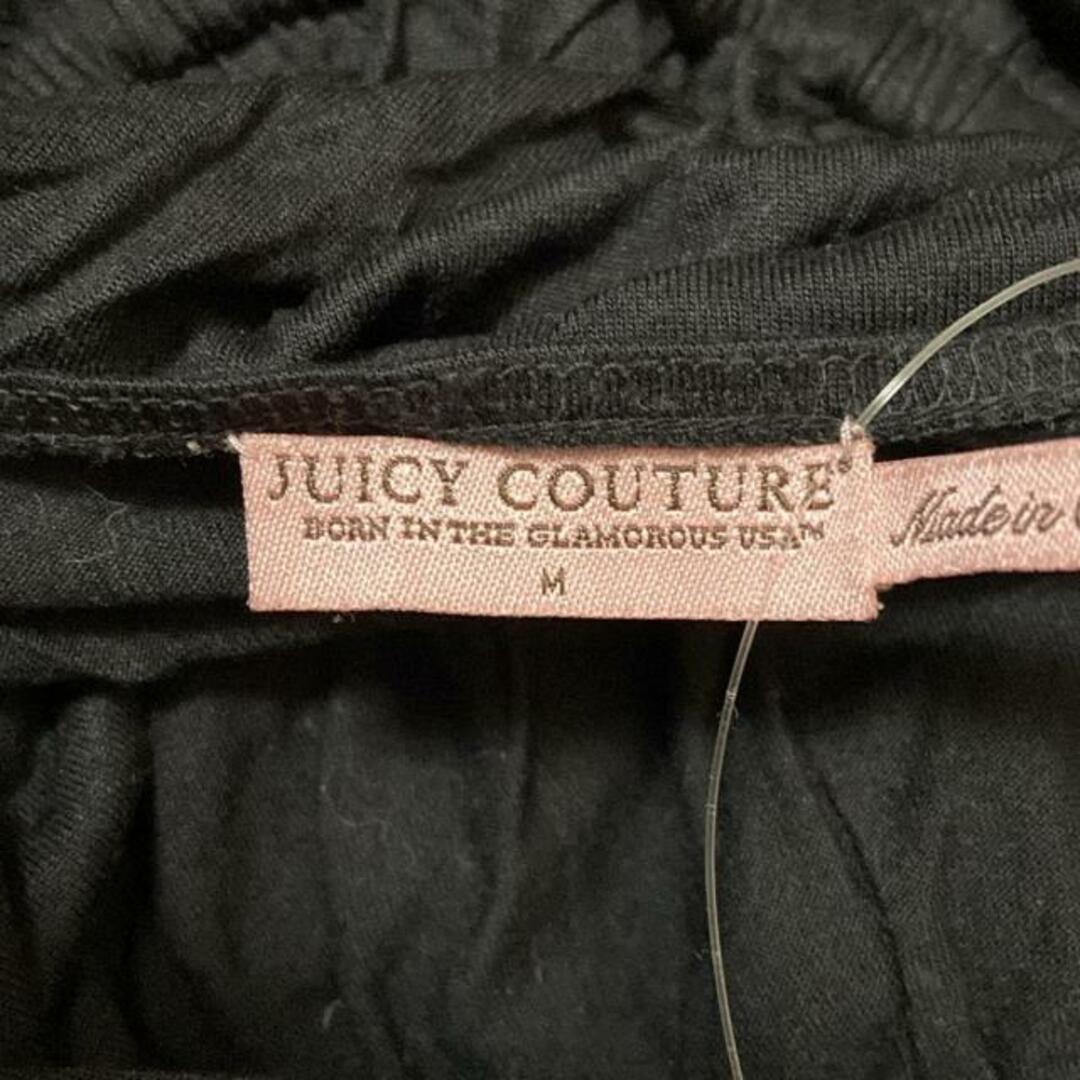 JUICY COUTURE®
BORN IN THE GLAMOROUS USA™
M
Made in